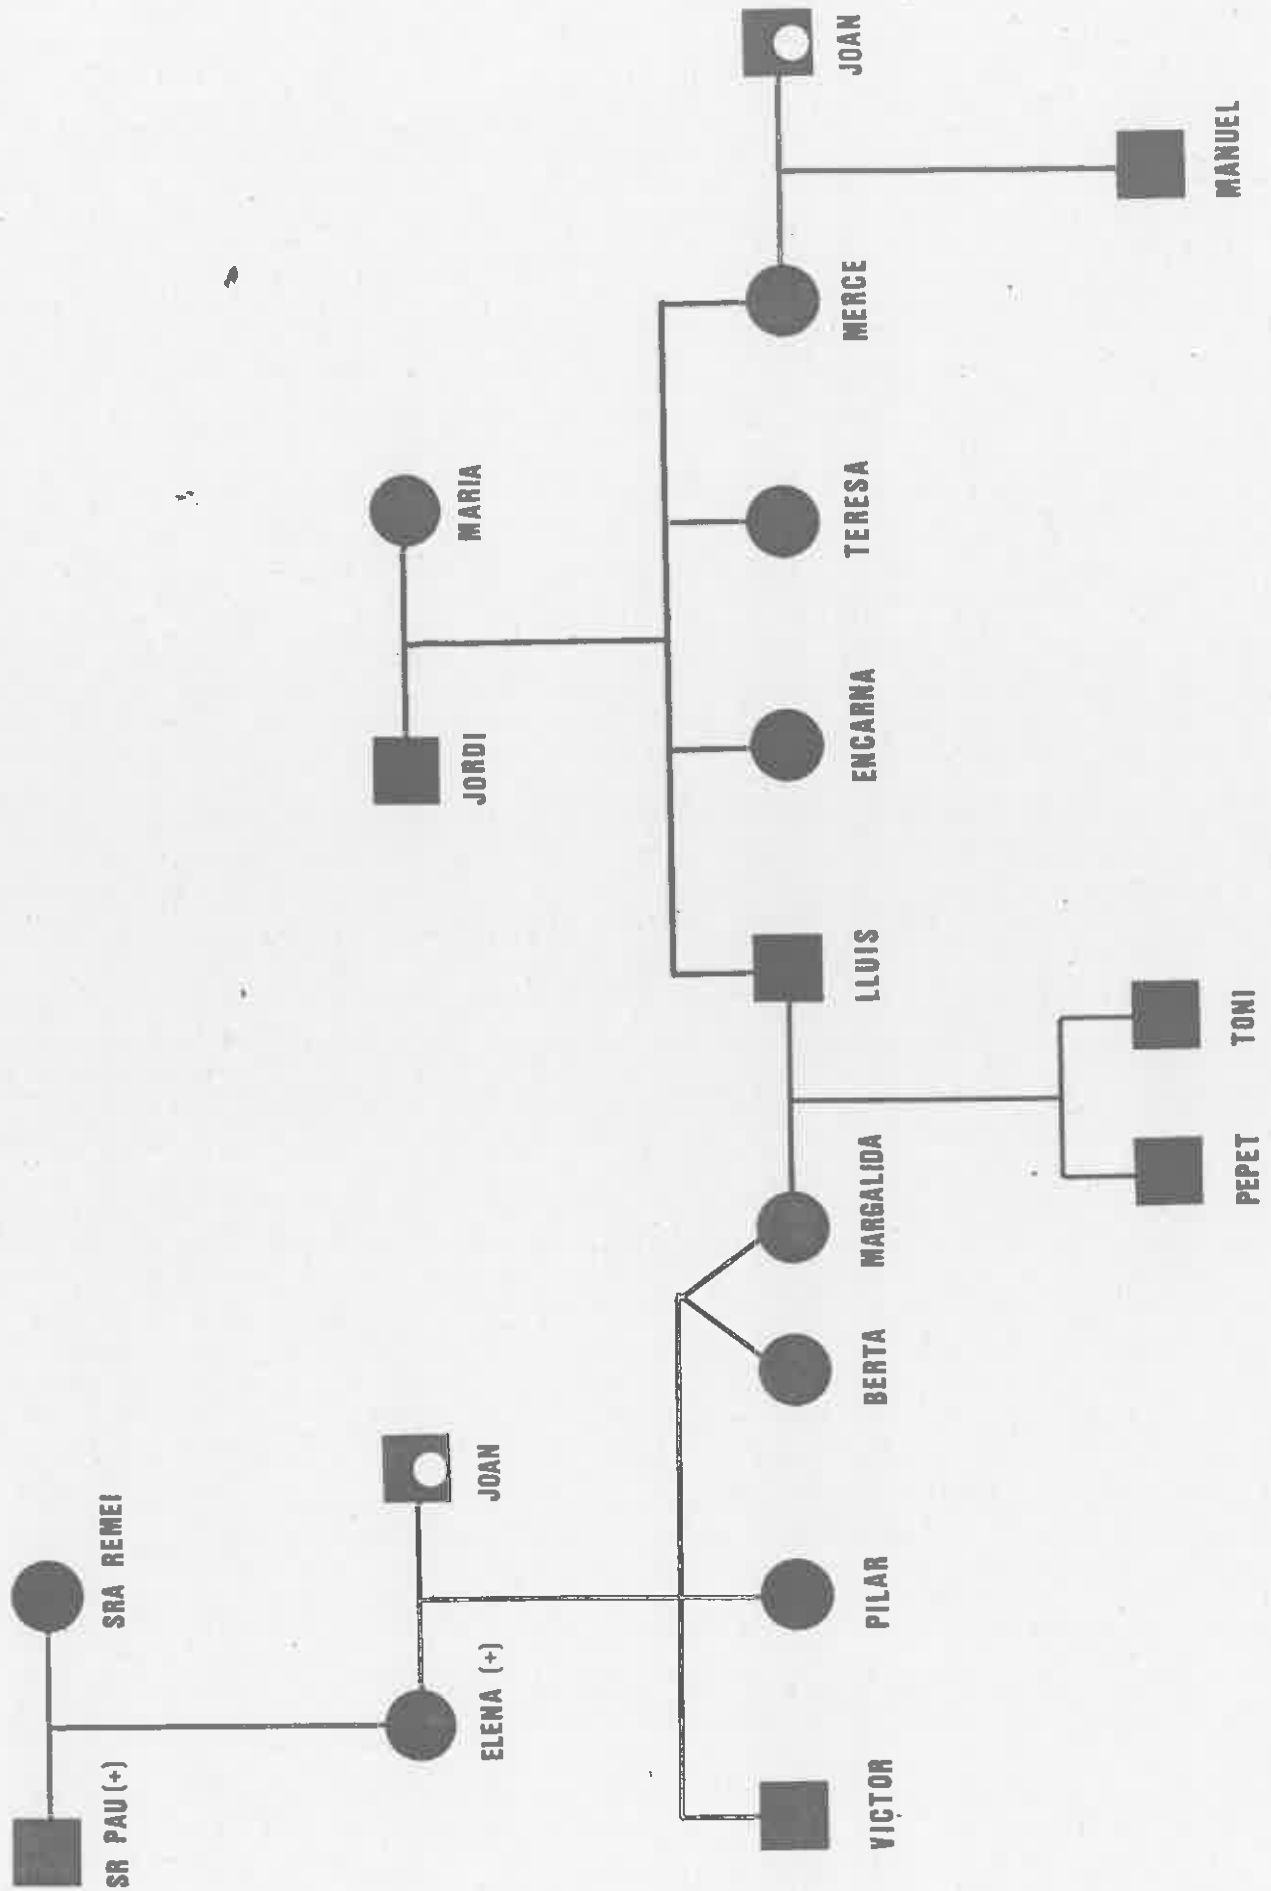 SR PAU (+)
SRA REMEI
ELENA (+)
JOAN
JORDI
MARIA
VICTOR
PILAR
BERTA
MARGALIDA
LLUIS
ENCARNA
TERESA
MERCE
JOAN
PEPET
TONI
MANUEL